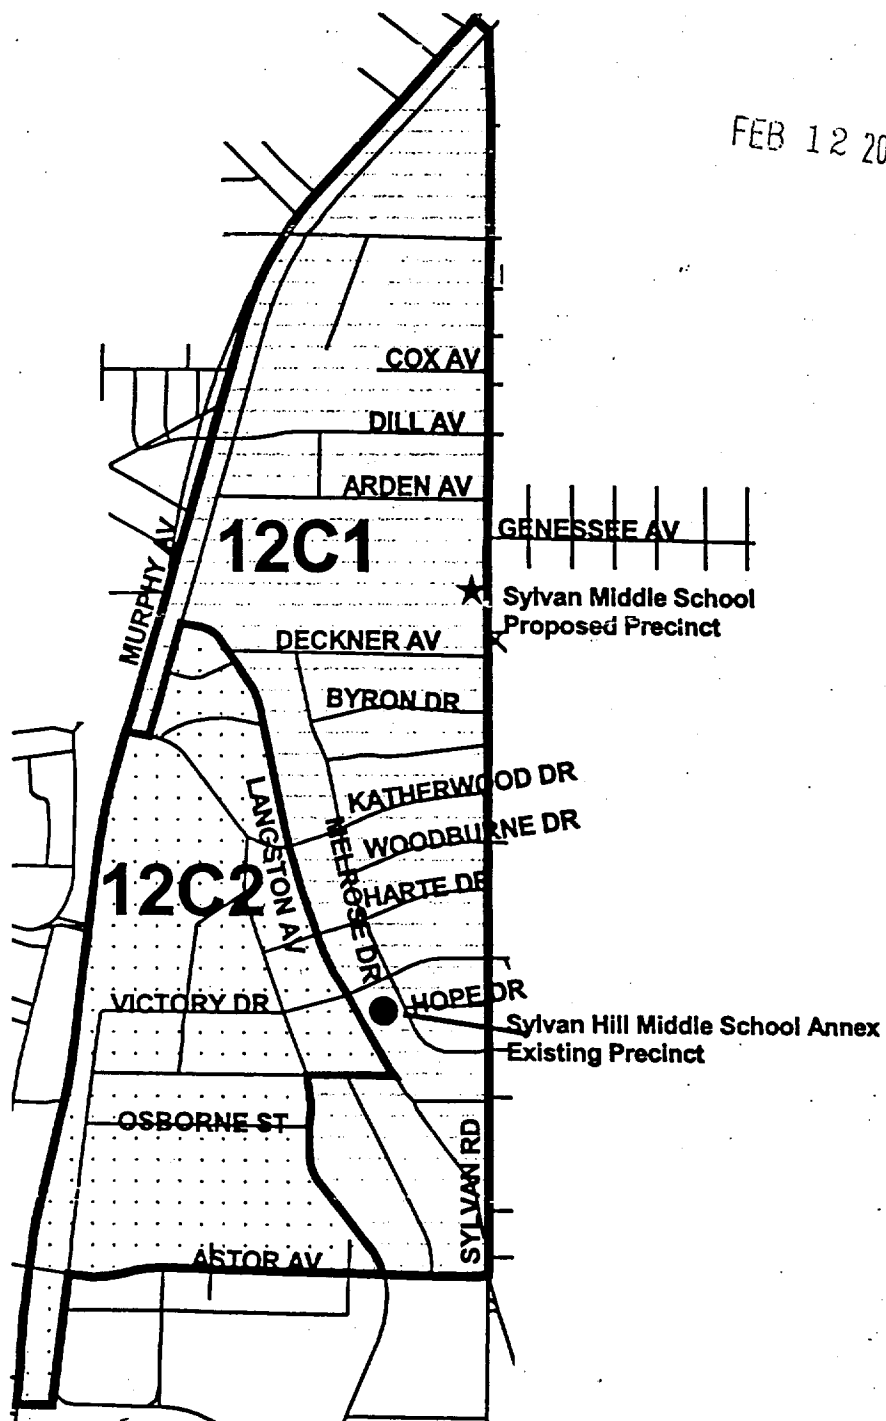 FEB 12 20
COX AV
DILL AV
ARDEN AV
12C1
GENESSEE AV
MURPHY AV
Sylvan Middle School
Proposed Precinct
DECKNER AV
BYRON DR
KATHERWOOD DR
LANGSTON AV
MELROSE DR
WOODBURNE DR
12C2
HARTE DR
VICTORY DR
HOPE DR
Sylvan Hill Middle School Annex
Existing Precinct
OSBORNE ST
SYLVAN RD
ASTOR AV